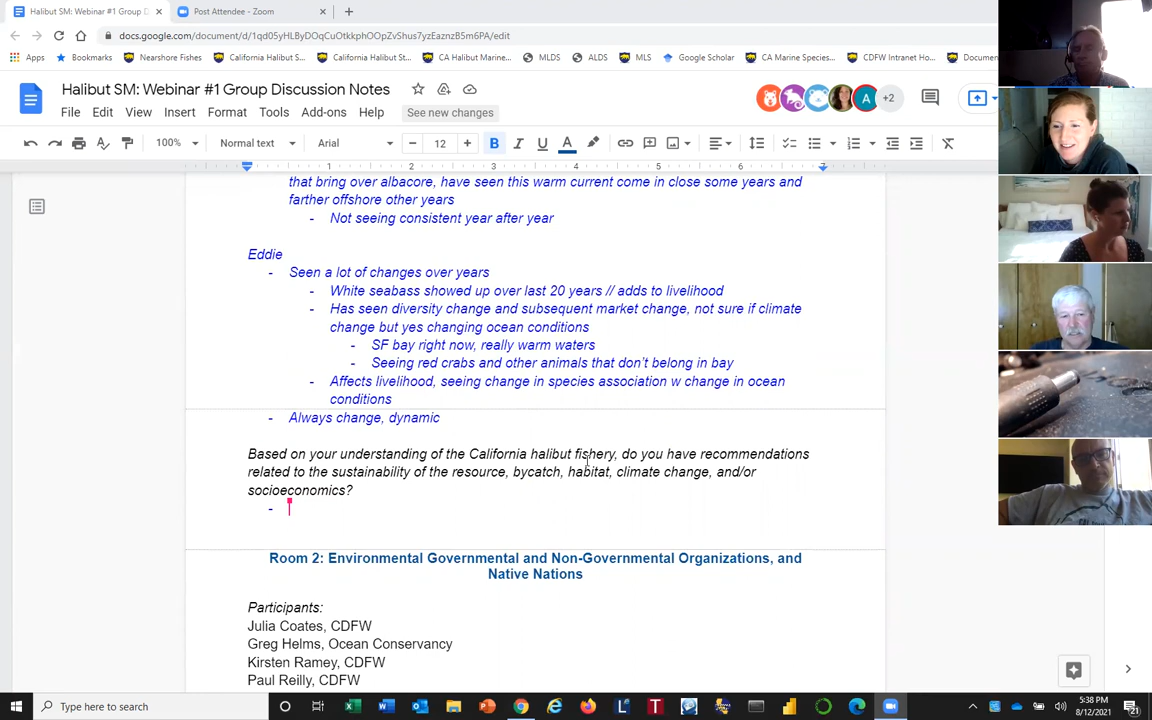 Halibut SM: Webinar #1 Group D
Post Attendee - Zoom
docs.google.com/document/d/1qd05yHLByDOqCuOtkkphOOpZvShus7yzEaznzB5m6PA/edit
Apps
Bookmarks
Nearshore Fishes
California Halibut S...
California Halibut St...
CA Halibut Marine...
MLDS
ALDS
MLS
Google Scholar
CA Marine Species...
CDFW Intranet Ho...
Documen
Halibut SM: Webinar #1 Group Discussion Notes
File Edit View Insert Format Tools Add-ons Help See new changes
A +2
100% Normal text Arial 12 B I U A
1 2 3 4 5 6 7
that bring over albacore, have seen this warm current come in close some years and
farther offshore other years
- Not seeing consistent year after year
Eddie
- Seen a lot of changes over years
- White seabass showed up over last 20 years // adds to livelihood
- Has seen diversity change and subsequent market change, not sure if climate
change but yes changing ocean conditions
- SF bay right now, really warm waters
- Seeing red crabs and other animals that don't belong in bay
- Affects livelihood, seeing change in species association w change in ocean
conditions
- Always change, dynamic
Based on your understanding of the California halibut fishery, do you have recommendations
related to the sustainability of the resource, bycatch, habitat, climate change, and/or
socioeconomics?
-
Room 2: Environmental Governmental and Non-Governmental Organizations, and
Native Nations
Participants:
Julia Coates, CDFW
Greg Helms, Ocean Conservancy
Kirsten Ramey, CDFW
Paul Reilly, CDFW
Type here to search
5:38 PM
8/12/2021
21